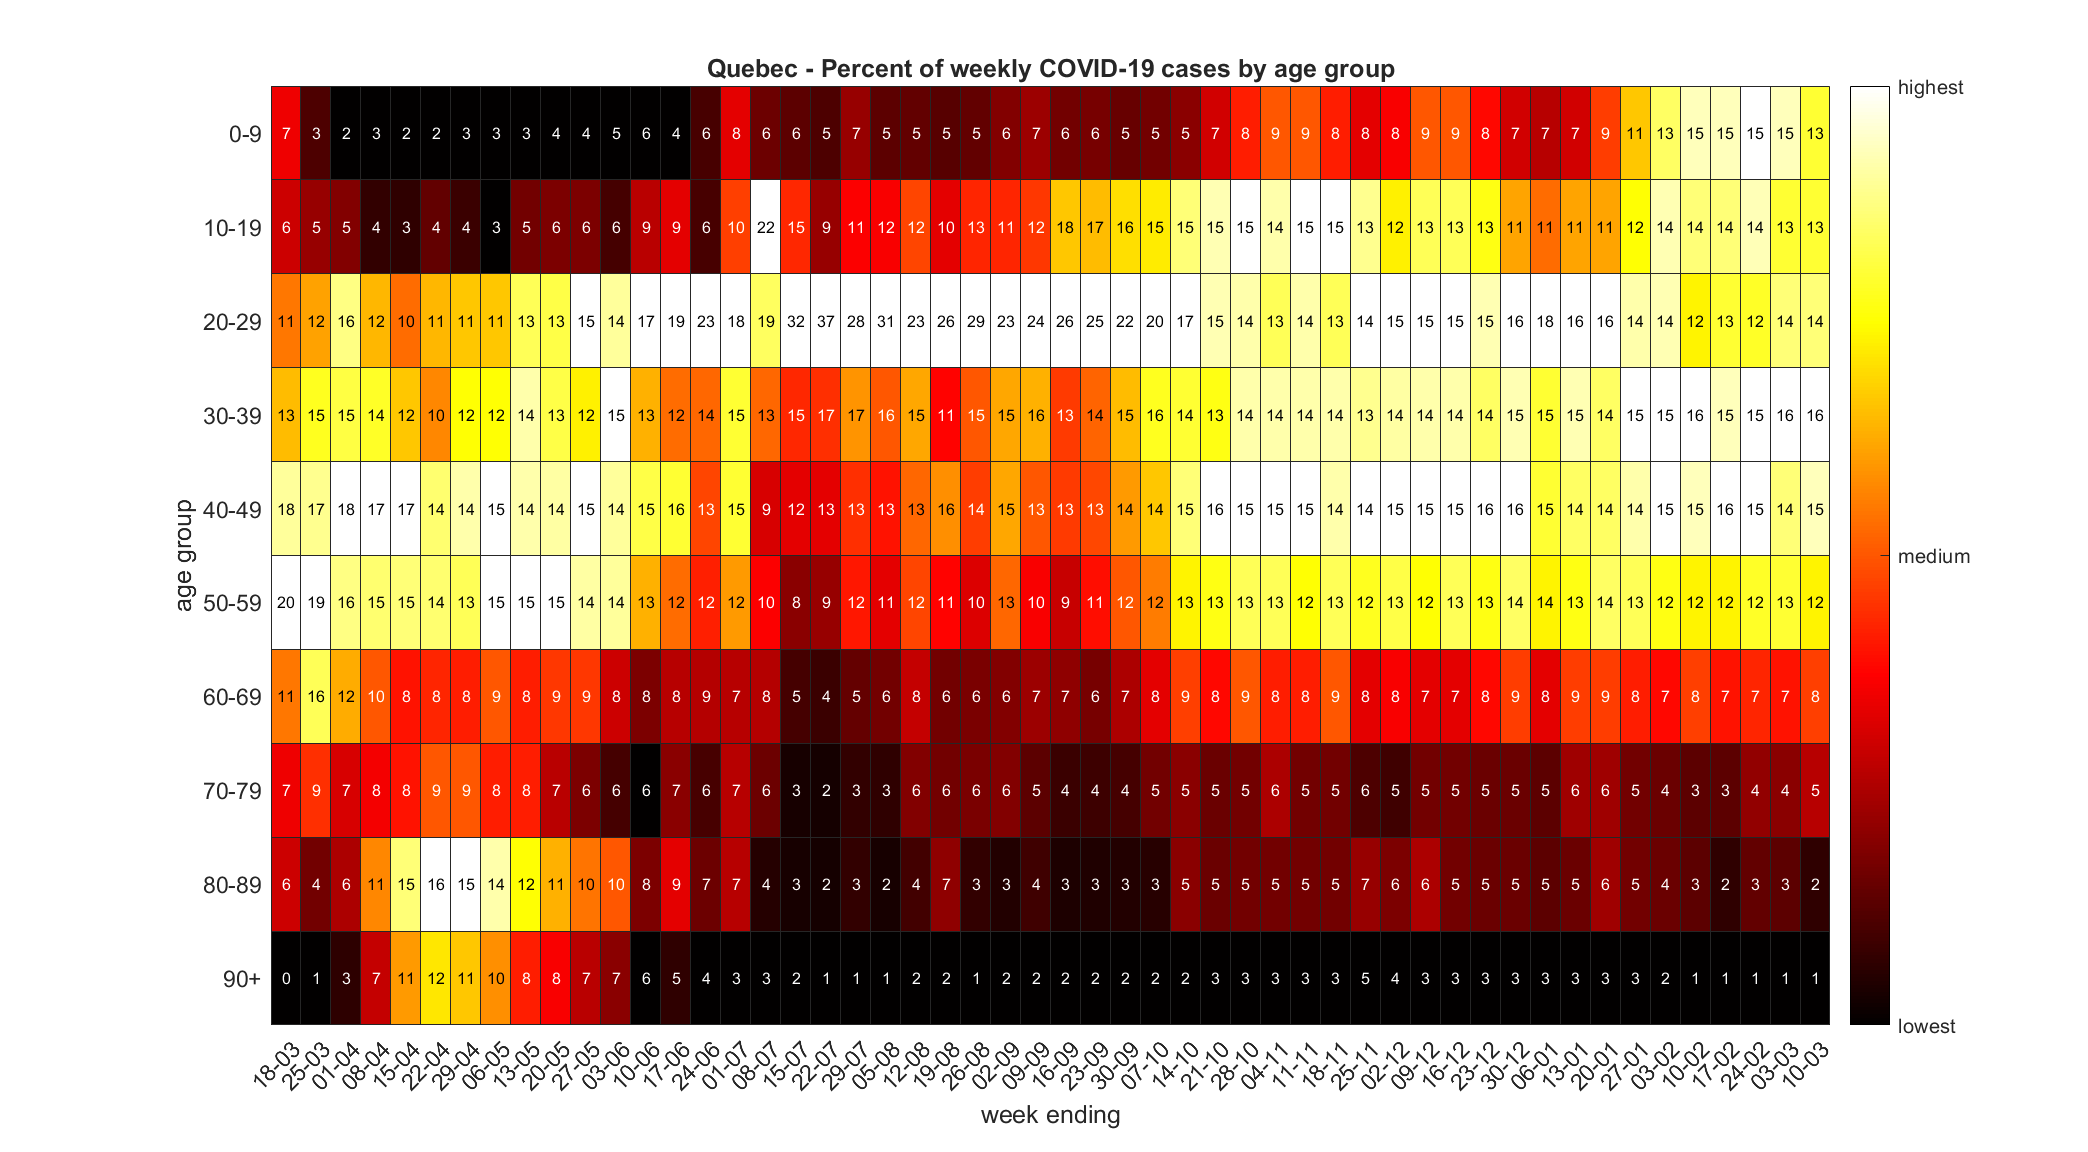 Quebec - Percent of weekly COVID-19 cases by age group
highest
0-9 7 3 2 3 2 2 3 3 3 4 4 5 6 4 6 8 6 6 5 7 5 5 5 5 6 7 6 6 5 5 5 7 8 9 9 8 8 8 9 9 8 7 7 7 9 11 13 15 15 15 15 13
10-19 6 5 5 4 3 4 4 3 5 6 6 6 9 9 6 10 22 15 9 11 12 12 10 13 11 12 18 17 16 15 15 15 15 14 15 15 13 12 13 13 13 11 11 11 11 12 14 14 14 14 13 13
20-29 11 12 16 12 10 11 11 11 13 13 15 14 17 19 23 18 19 32 37 28 31 23 26 29 23 24 26 25 22 20 17 15 14 13 14 13 14 15 15 15 15 16 18 16 16 14 14 12 13 12 14 14
30-39 13 15 15 14 12 10 12 12 14 13 12 15 13 12 14 15 13 15 17 17 16 15 11 15 15 16 13 14 15 16 14 13 14 14 14 14 13 14 14 14 14 15 15 15 14 15 15 16 15 15 16 16
40-49 18 17 18 17 17 14 14 15 14 14 15 14 15 16 13 15 9 12 13 13 13 13 16 14 15 13 13 13 14 14 15 16 15 15 15 14 14 15 15 15 16 16 15 14 14 14 15 15 16 15 14 15
medium
50-59 20 19 16 15 15 14 13 15 15 15 14 14 13 12 12 12 10 8 9 12 11 12 11 10 13 10 9 11 12 12 13 13 13 13 12 13 12 13 12 13 13 14 14 13 14 13 12 12 12 12 13 12
60-69 11 16 12 10 8 8 8 9 8 9 9 8 8 8 9 7 8 5 4 5 6 8 6 6 6 7 7 6 7 8 9 8 9 8 8 9 8 8 7 7 8 9 8 9 9 8 7 8 7 7 7 8
70-79 7 9 7 8 8 9 9 8 8 7 6 6 6 7 6 7 6 3 2 3 3 6 6 6 6 5 4 4 4 5 5 5 5 6 5 5 6 5 5 5 5 5 5 6 6 5 4 3 3 4 4 5
80-89 6 4 6 11 15 16 15 14 12 11 10 10 8 9 7 7 4 3 2 3 2 4 7 3 3 4 3 3 3 3 5 5 5 5 5 5 7 6 6 5 5 5 5 5 6 5 4 3 2 3 3 2
90+ 0 1 3 7 11 12 11 10 8 8 7 7 6 5 4 3 3 2 1 1 1 2 2 1 2 2 2 2 2 2 2 3 3 3 3 3 5 4 3 3 3 3 3 3 3 3 2 1 1 1 1 1
lowest
age group
18-03 25-03 01-04 08-04 15-04 22-04 29-04 06-05 13-05 20-05 27-05 03-06 10-06 17-06 24-06 01-07 08-07 15-07 22-07 29-07 05-08 12-08 19-08 26-08 02-09 09-09 16-09 23-09 30-09 07-10 14-10 21-10 28-10 04-11 11-11 18-11 25-11 02-12 09-12 16-12 23-12 30-12 06-01 13-01 20-01 27-01 03-02 10-02 17-02 24-02 03-03 10-03
week ending